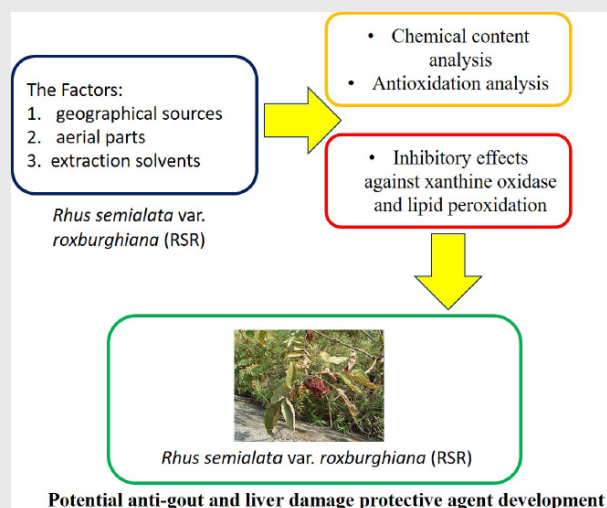 The Factors:
1. geographical sources
2. aerial parts
3. extraction solvents
Rhus semialata var.
roxburghiana (RSR)
• Chemical content
analysis
• Antioxidation analysis
• Inhibitory effects
against xanthine oxidase
and lipid peroxidation
Rhus semialata var. roxburghiana (RSR)
Potential anti-gout and liver damage protective agent development